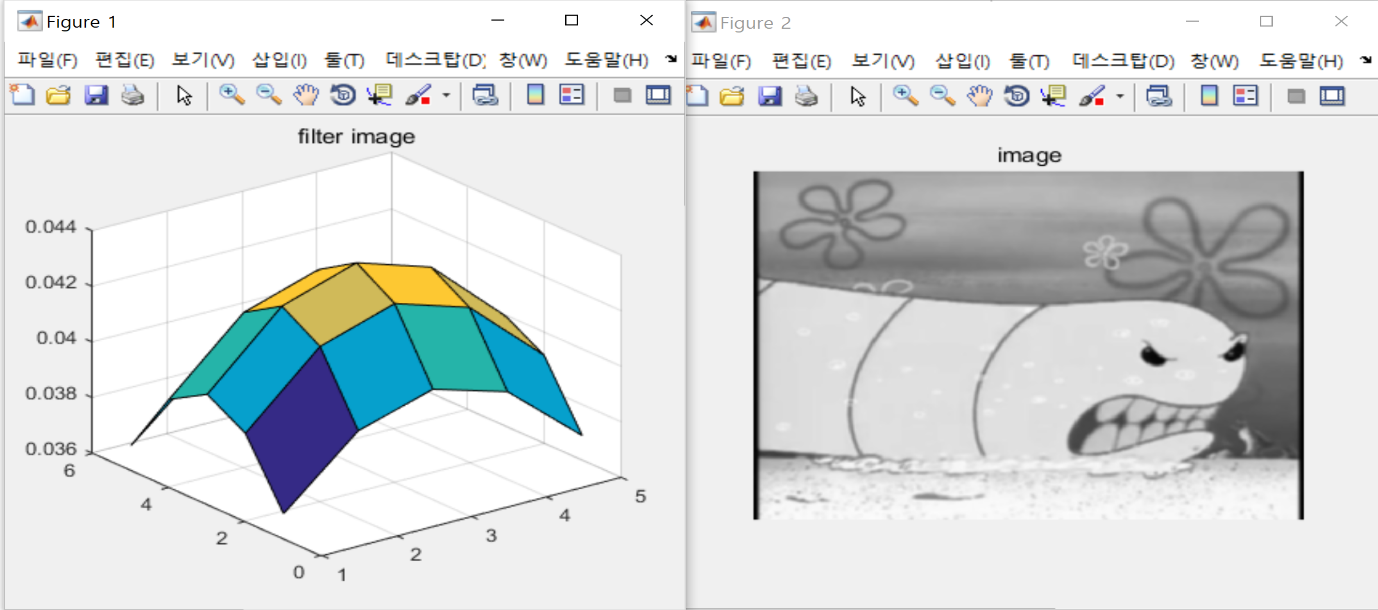 Figure 1
파일(F) 편집(E) 보기(V) 삽입(I) 툴(T) 데스크탑(D) 창(W) 도움말(H)
filter image
0.044
0.042
0.04
0.038
0.036
6
4
2
0
1
2
3
4
5
Figure 2
파일(F) 편집(E) 보기(V) 삽입(I) 툴(T) 데스크탑(D) 창(W) 도움말(H)
image